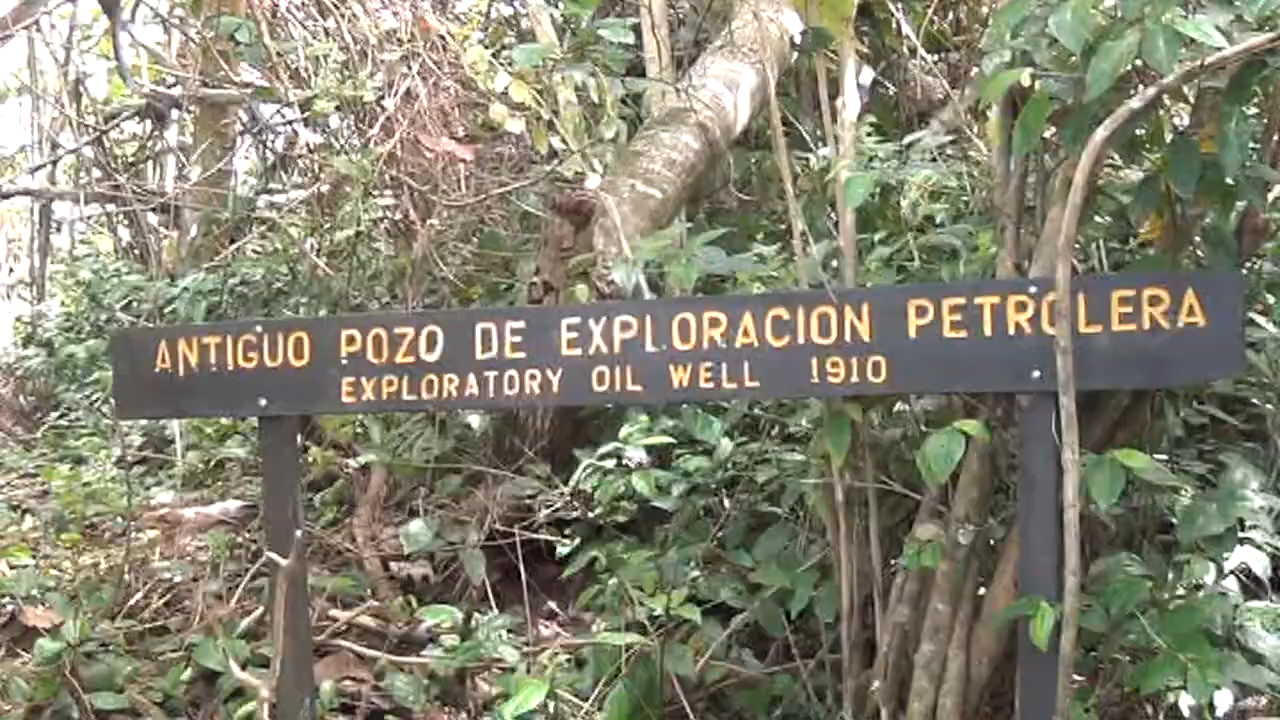 ANTIGUO POZO DE EXPLORACION PETROLERA
EXPLORATORY OIL WELL 1910